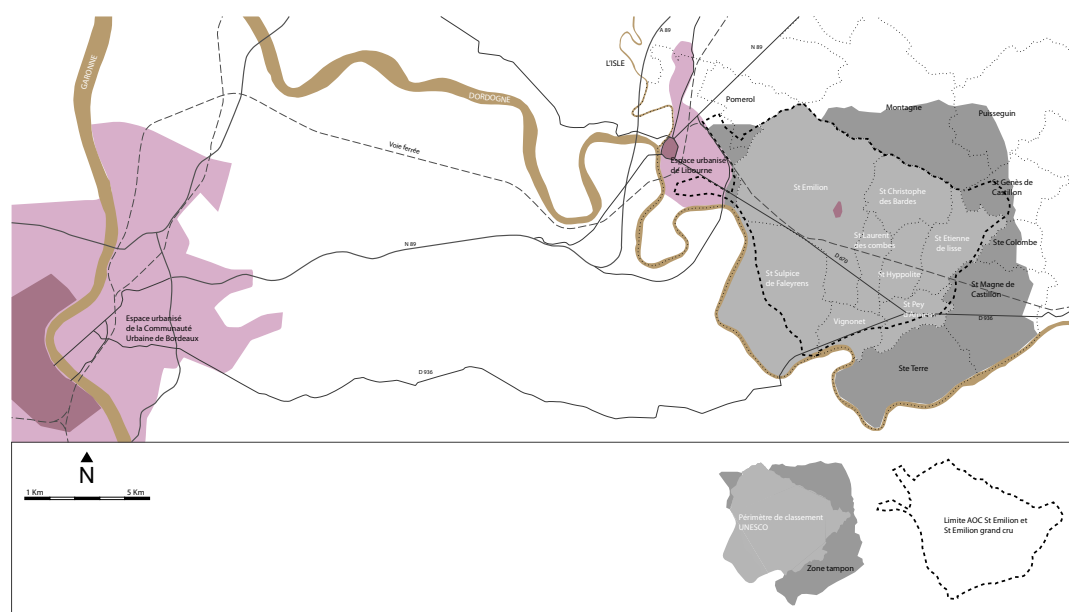 GARONNE
A 89
N 89
L'ISLE
DORDOGNE
Pomerol
Montagne
Puisseguin
Voie ferrée
Espace urbanisé
de Libourne
St Emilion
St Christophe
des Bardes
St Genès de
Castillon
St Laurent
des combes
St Etienne
de lisse
Ste Colombe
N 89
D 670
St Sulpice
de Faleyrens
St Hyppolite
St Magne de
Castillon
St Pey
Vignonet
D 936
Espace urbanisé
de la Communauté
Urbaine de Bordeaux
D 936
Ste Terre
N
1 Km
5 Km
Périmètre de classement
UNESCO
Zone tampon
Limite AOC St Emilion et
St Emilion grand cru